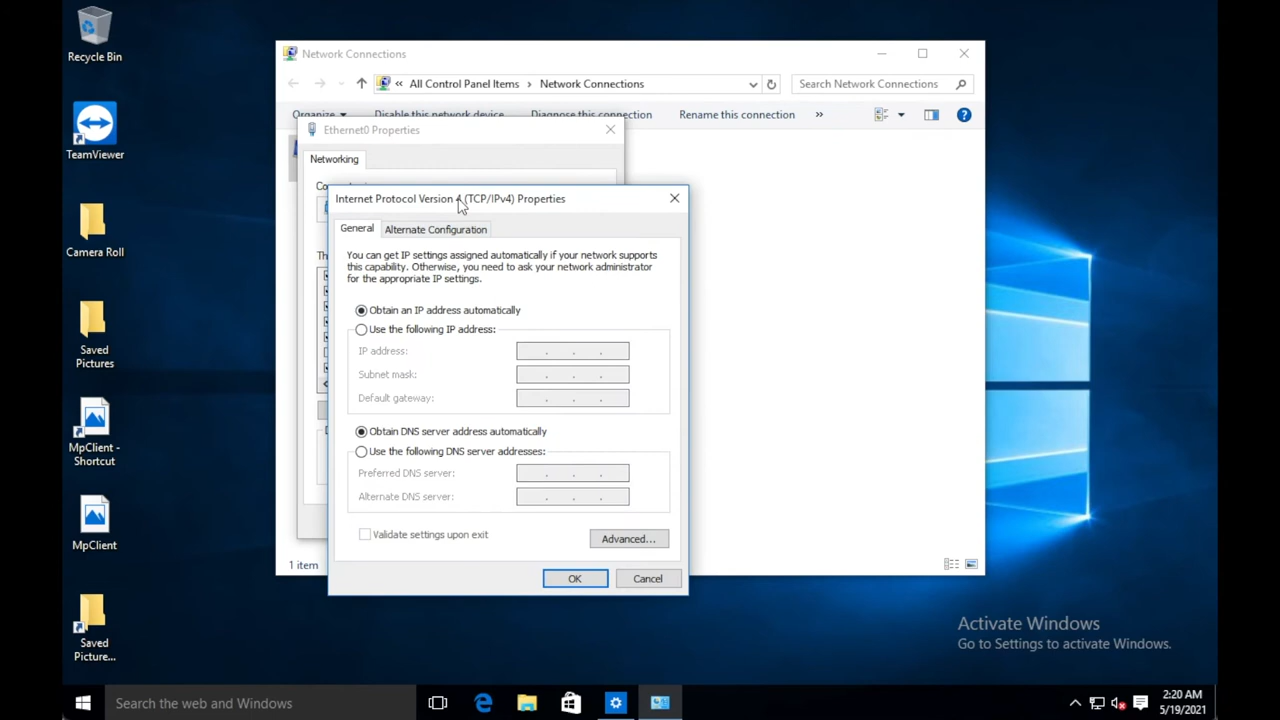 Recycle Bin
TeamViewer
Camera Roll
Saved
Pictures
MpClient -
Shortcut
MpClient
Saved
Picture...
Network Connections
All Control Panel Items
Network Connections
Search Network Connections
Organize
Disable this network device
Diagnose this connection
Rename this connection
Ethernet0 Properties
Networking
Internet Protocol Version 4 (TCP/IPv4) Properties
General
Alternate Configuration
You can get IP settings assigned automatically if your network supports
this capability. Otherwise, you need to ask your network administrator
for the appropriate IP settings.
Obtain an IP address automatically
Use the following IP address:
IP address:
Subnet mask:
Default gateway:
Obtain DNS server address automatically
Use the following DNS server addresses:
Preferred DNS server:
Alternate DNS server:
Validate settings upon exit
Advanced...
OK
Cancel
1 item
Activate Windows
Go to Settings to activate Windows.
Search the web and Windows
2:20 AM
5/19/2021